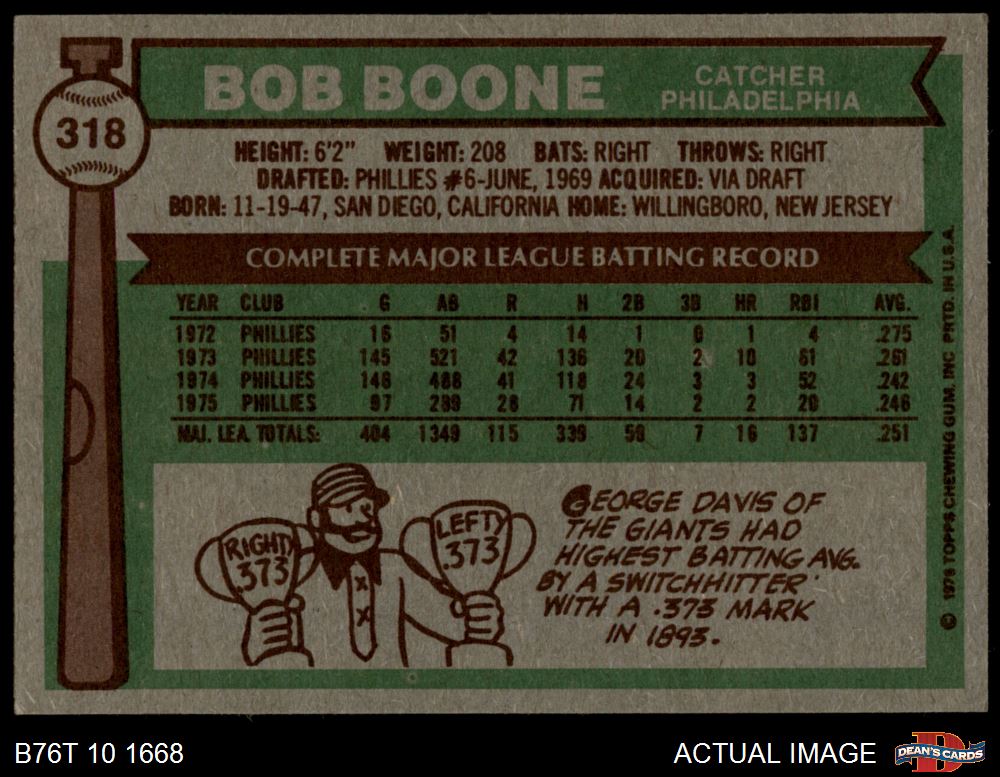 318
BOB BOONE
CATCHER
PHILADELPHIA
HEIGHT: 6'2" WEIGHT: 208 BATS: RIGHT THROWS: RIGHT
DRAFTED: PHILLIES #6-JUNE, 1969 ACQUIRED: VIA DRAFT
BORN: 11-19-47, SAN DIEGO, CALIFORNIA HOME: WILLINGBORO, NEW JERSEY
COMPLETE MAJOR LEAGUE BATTING RECORD
YEAR CLUB G AB R H 2B 3B HR RBI AVG.
1972 PHILLIES 16 51 4 14 1 0 1 4 .275
1973 PHILLIES 145 521 42 136 20 2 10 61 .261
1974 PHILLIES 146 488 41 118 24 3 3 52 .242
1975 PHILLIES 97 289 28 71 14 2 2 20 .246
MAJ. LEA. TOTALS: 404 1349 115 339 59 7 16 137 .251
RIGHTY
.373
LEFTY
.373
GEORGE DAVIS OF
THE GIANTS HAD
HIGHEST BATTING AVG.
BY A SWITCHHITTER
WITH A .373 MARK
IN 1893.
© 1976 TOPPS CHEWING GUM, INC. PRTD. IN U.S.A.
B76T 10 1668
ACTUAL IMAGE
D
DEAN'S CARDS